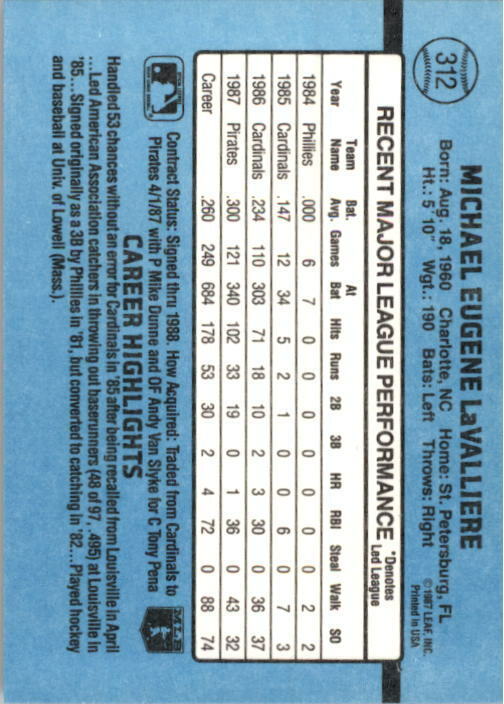 312
MICHAEL EUGENE LaVALLIERE
Born: Aug. 18, 1960 Charlotte, NC Home: St. Petersburg, FL
Ht.: 5' 10" Wgt.: 190 Bats: Left Throws: Right
©1987 LEAF, INC.
Printed in USA
RECENT MAJOR LEAGUE PERFORMANCE
*Denotes
Led League
Year Team Name Bat. Avg. Games At Bat Hits Runs 2B 3B HR RBI Steal Walk SO
1984 Phillies .000 6 7 0 0 0 0 0 0 0 2 2
1985 Cardinals .147 12 34 5 2 1 0 0 6 0 7 3
1986 Cardinals .234 110 303 71 18 10 2 3 30 0 36 37
1987 Pirates .300 121 340 102 33 19 0 1 36 0 43 32
Career .260 249 684 178 53 30 2 4 72 0 88 74
Contract Status: Signed thru 1988. How Acquired: Traded from Cardinals to
Pirates 4/1/87 with P Mike Dunne and OF Andy Van Slyke for C Tony Pena
MLB
CAREER HIGHLIGHTS
Handled 53 chances without an error for Cardinals in '85 after being recalled from Louisville in April
...Led American Association catchers in throwing out baserunners (48 of 97, .495) at Louisville in
'85...Signed originally as a 3B by Phillies in '81, but converted to catching in '82...Played hockey
and baseball at Univ. of Lowell (Mass.).